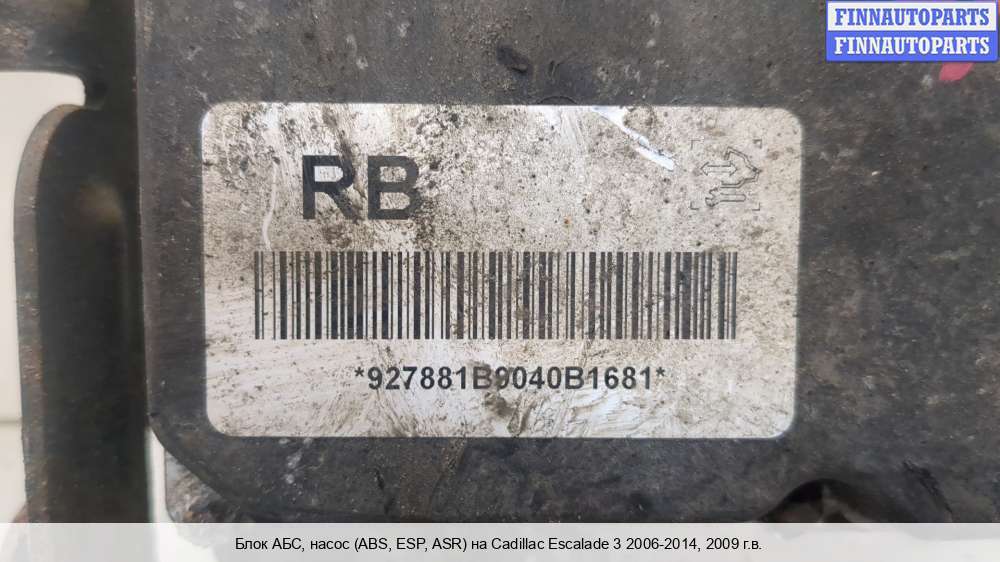 FINNAUTOPARTS
FINNAUTOPARTS
RB
*927881B9040B1681*
Блок АБС, насос (ABS, ESP, ASR) на Cadillac Escalade 3 2006-2014, 2009 г.в.